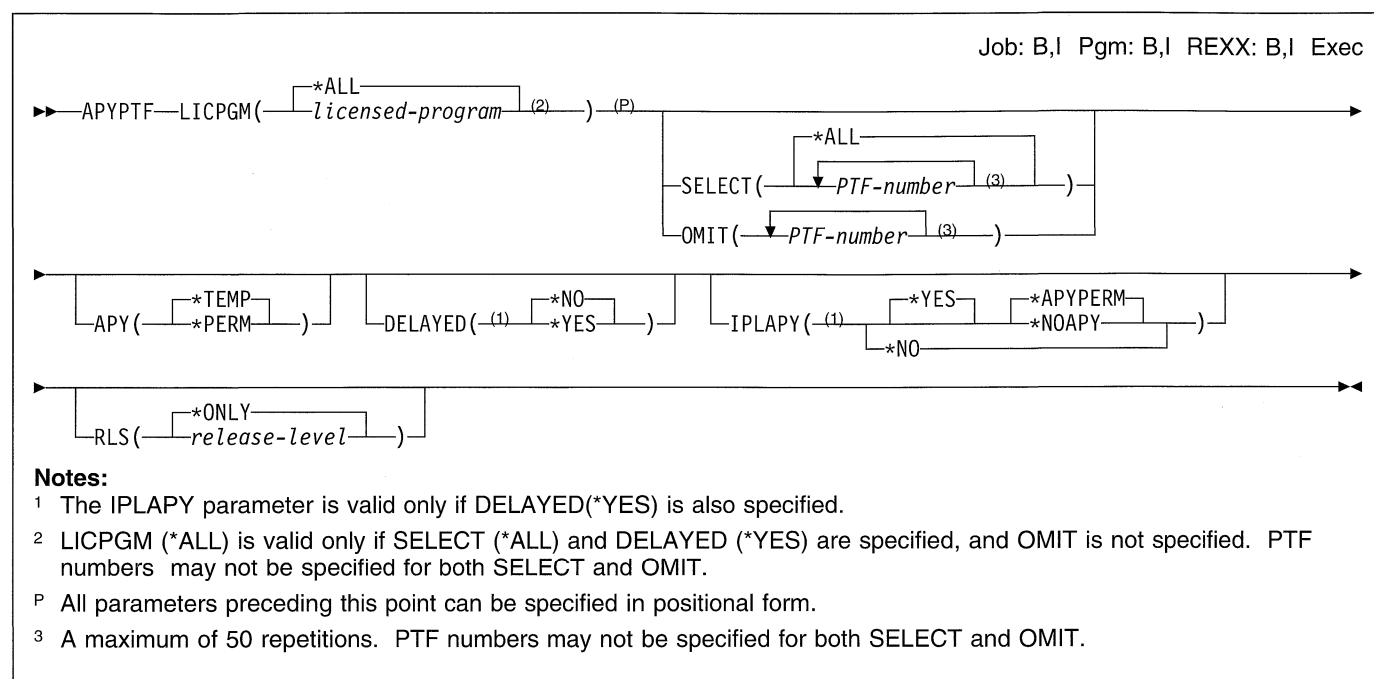 Job: B,I Pgm: B,I REXX: B,I Exec
*ALL
APYPTF LICPGM( licensed-program (2) ) (P)
*ALL
SELECT( PTF-number (3) )
OMIT( PTF-number (3) )
*TEMP *NO *YES *APYPERM
APY( *PERM ) DELAYED( (1) *YES ) IPLAPY( (1) *NOAPY )
*NO
*ONLY
RLS( release-level )
Notes:
1 The IPLAPY parameter is valid only if DELAYED(*YES) is also specified.
2 LICPGM (*ALL) is valid only if SELECT (*ALL) and DELAYED (*YES) are specified, and OMIT is not specified. PTF
numbers may not be specified for both SELECT and OMIT.
P All parameters preceding this point can be specified in positional form.
3 A maximum of 50 repetitions. PTF numbers may not be specified for both SELECT and OMIT.